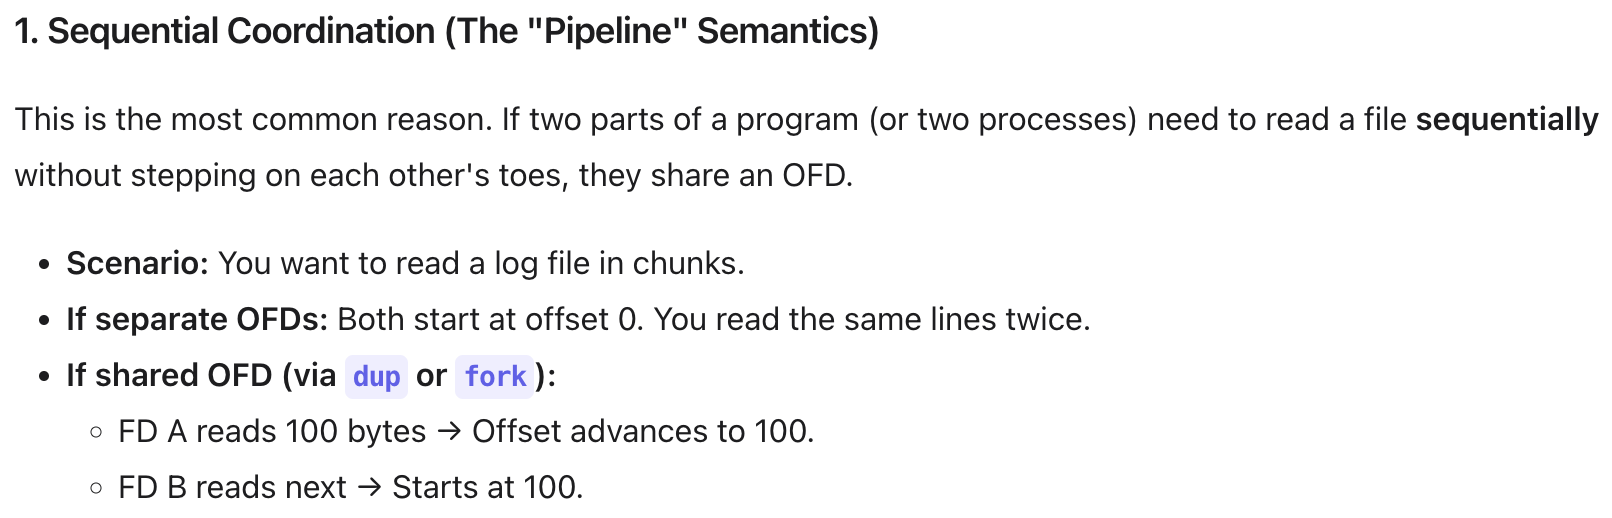 1. Sequential Coordination (The "Pipeline" Semantics)
This is the most common reason. If two parts of a program (or two processes) need to read a file sequentially
without stepping on each other's toes, they share an OFD.
• Scenario: You want to read a log file in chunks.
• If separate OFDs: Both start at offset 0. You read the same lines twice.
• If shared OFD (via dup or fork):
◦ FD A reads 100 bytes → Offset advances to 100.
◦ FD B reads next → Starts at 100.